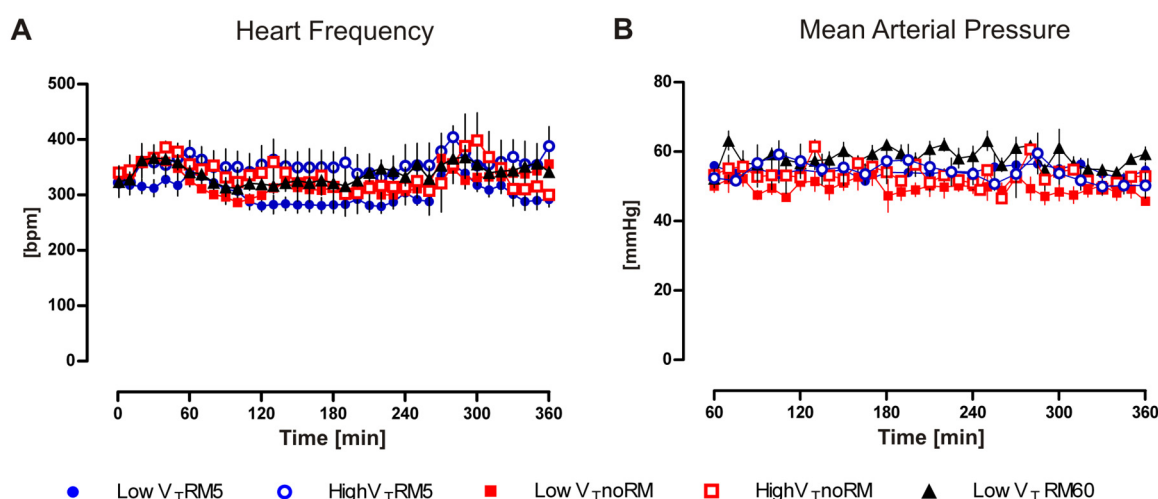 A
Heart Frequency
500
400
300
200
100
0
[bpm]
0 60 120 180 240 300 360
Time [min]
B
Mean Arterial Pressure
80
60
40
20
0
[mmHg]
60 120 180 240 300 360
Time [min]
Low VTRM5 HighVTRM5 Low VTnoRM HighVTnoRM Low VTRM60